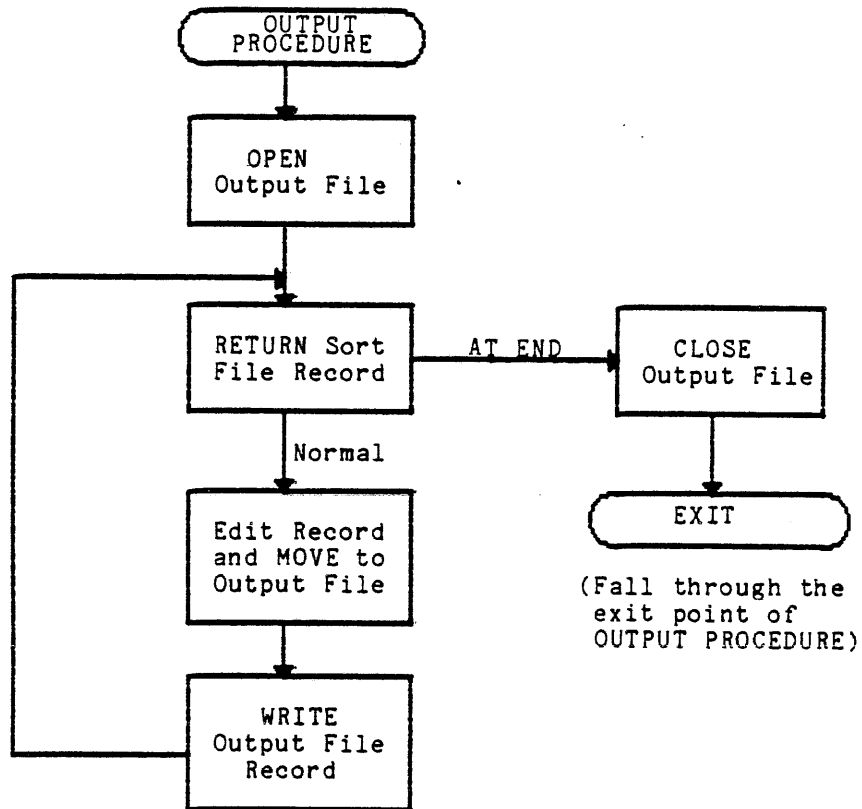 OUTPUT
PROCEDURE
OPEN
Output File
RETURN Sort
File Record
AT END
CLOSE
Output File
Normal
Edit Record
and MOVE to
Output File
EXIT
(Fall through the
exit point of
OUTPUT PROCEDURE)
WRITE
Output File
Record